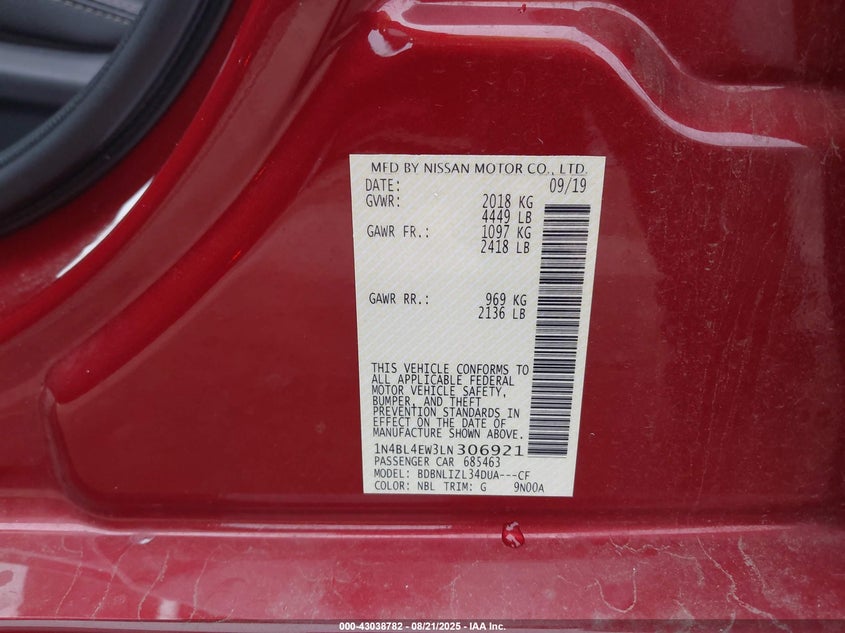 MFD BY NISSAN MOTOR CO., LTD.
DATE: 09/19
GVWR: 2018 KG
4449 LB
GAWR FR.: 1097 KG
2418 LB
GAWR RR.: 969 KG
2136 LB
THIS VEHICLE CONFORMS TO
ALL APPLICABLE FEDERAL
MOTOR VEHICLE SAFETY,
BUMPER, AND THEFT
PREVENTION STANDARDS IN
EFFECT ON THE DATE OF
MANUFACTURE SHOWN ABOVE.
1N4BL4EW3LN306921
PASSENGER CAR 685463
MODEL: BDBNLIZL34DUA---CF
COLOR: NBL TRIM: G 9N00A
000-43038782 - 08/21/2025 - IAA Inc.